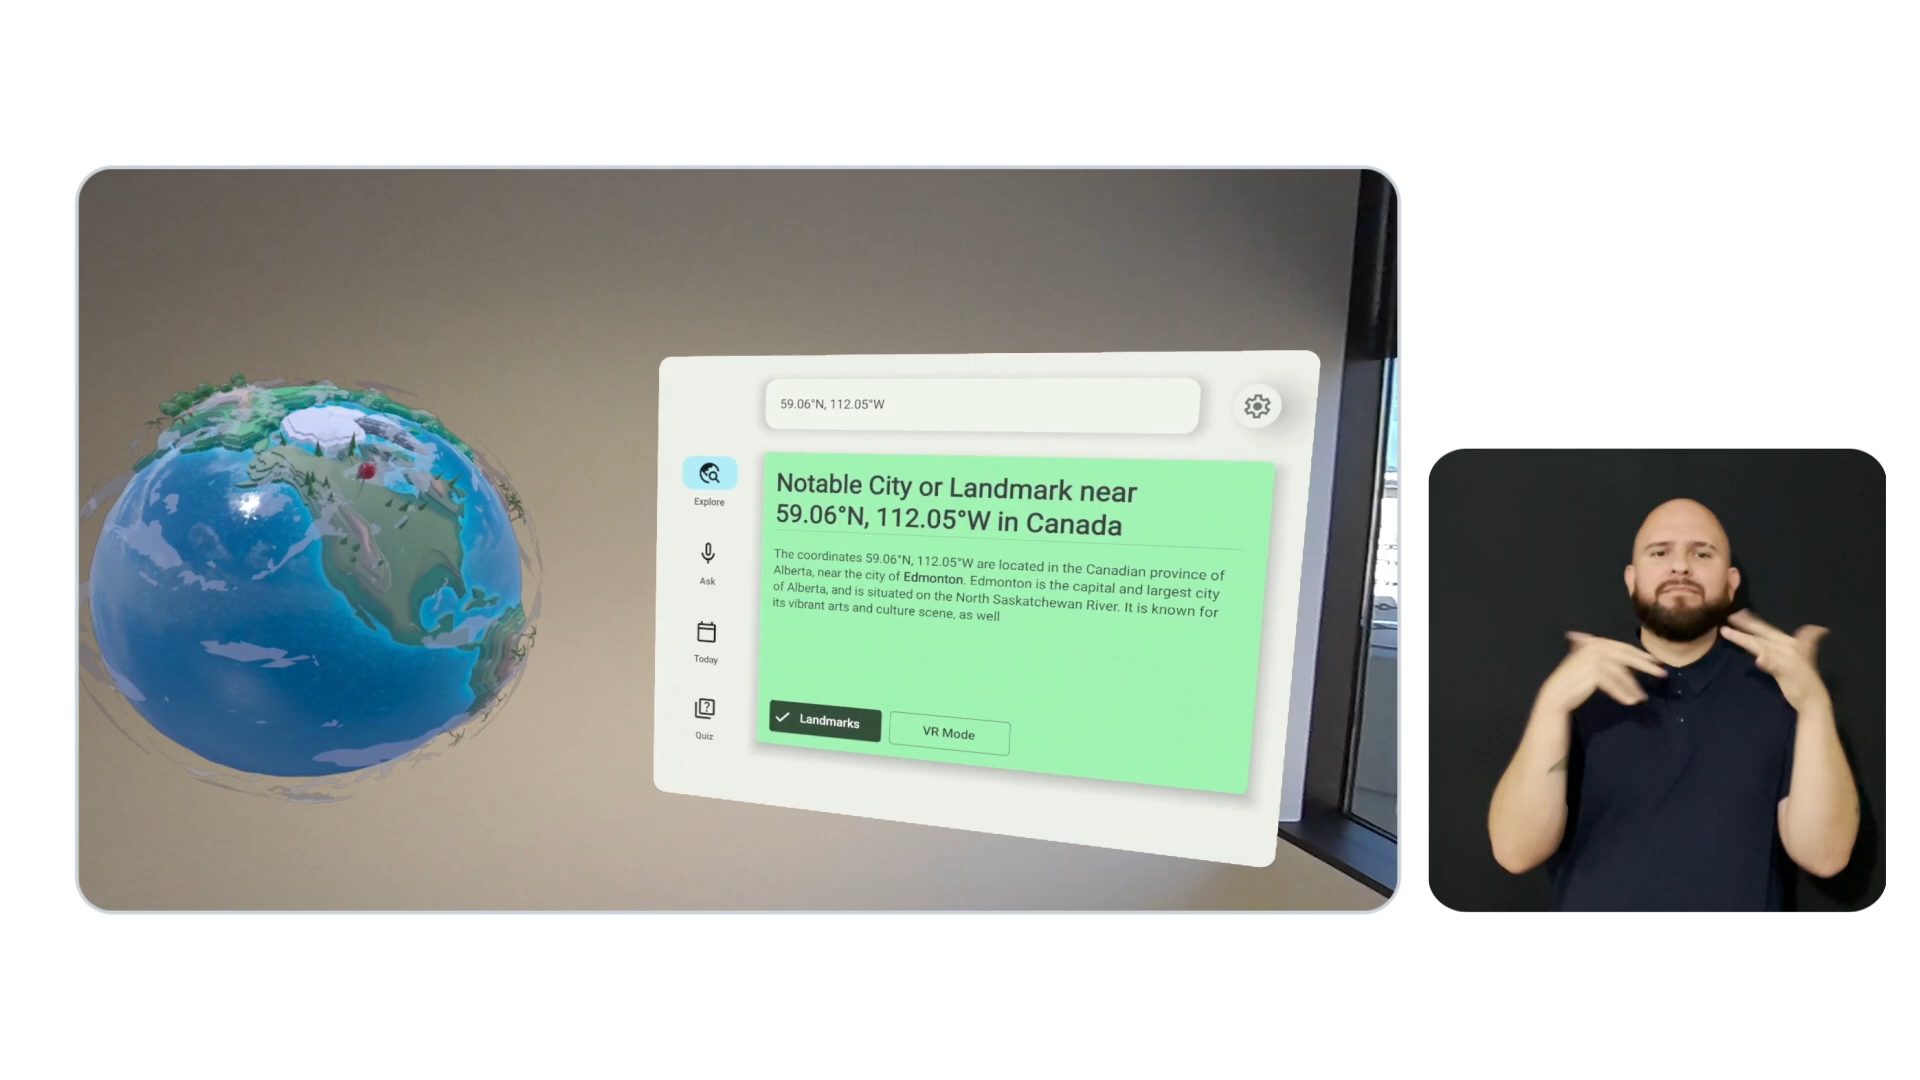 59.06°N, 112.05°W
Explore
Ask
Today
Quiz
Notable City or Landmark near
59.06°N, 112.05°W in Canada
The coordinates 59.06°N, 112.05°W are located in the Canadian province of
Alberta, near the city of Edmonton. Edmonton is the capital and largest city
of Alberta, and is situated on the North Saskatchewan River. It is known for
its vibrant arts and culture scene, as well
Landmarks
VR Mode